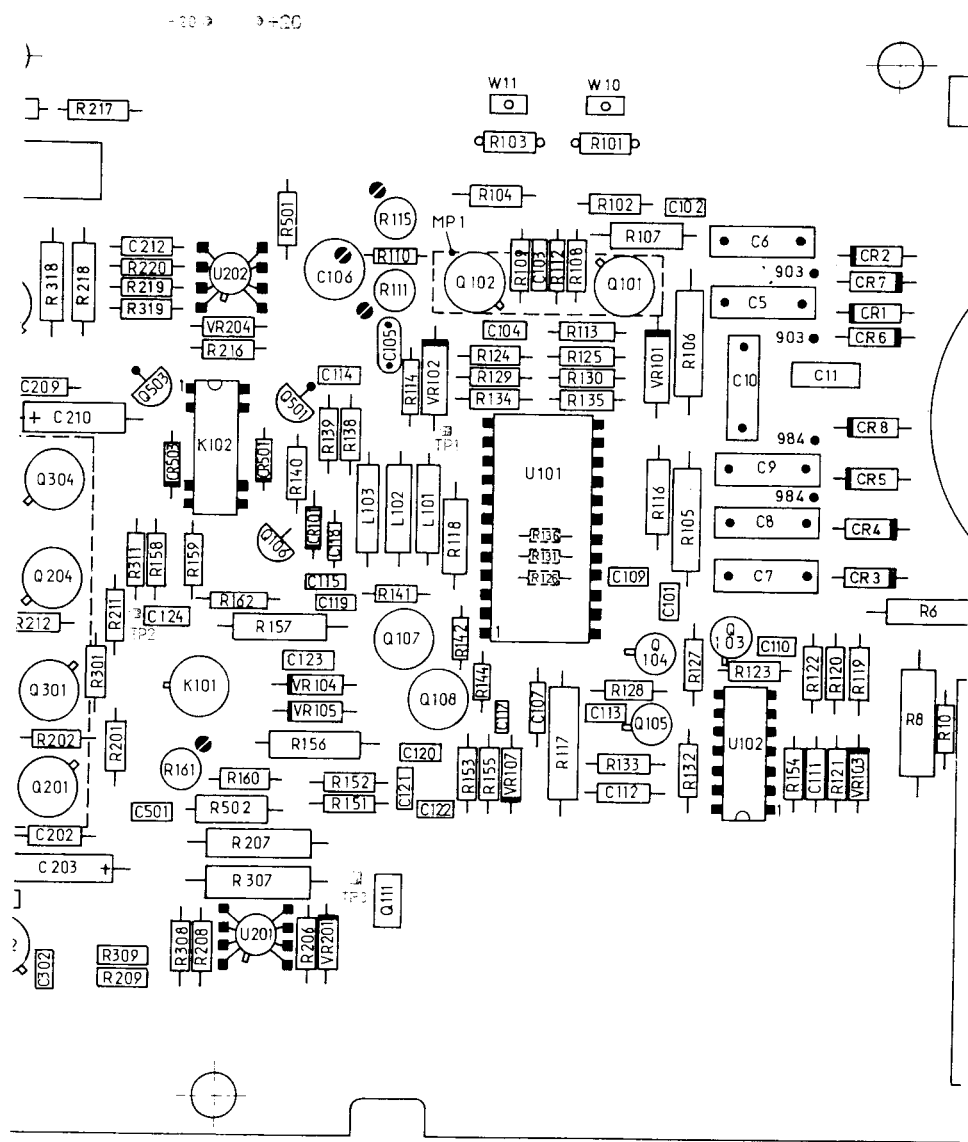 +20
W11 W10
R217
R103 R101
R104 R102 C102
R501 R115 MP1 R107 C6
R318 R218 C212 R110 R109 C103 R112 R108 CR2
R220 U202 C106 903
R219 R111 Q102 Q101 CR7
R319 C5 CR1
VR204 C105 C104 R113 VR101 R106 903 CR6
R216 R124 R125
Q503 1 C114 R114 VR102 R129 R130 C10 C11
C209 Q501 R134 R135
+ C210 CR8
CR503 K102 CR501 R139 R138 TP1 984
Q304 R140 L103 L102 L101 U101 R116 R105 C9 CR5
984
CR101 C118 R118 C8 CR4
Q106 R136
R311 R158 R159 R131
Q204 C115 R126 C109 C7 CR3
R211 R162 C119 R141 C101 R6
R212 TP2 C124 R157 Q107 R142 1 Q103
R301 C123 Q104 R127 C110
Q301 K101 VR104 R144 R123 R122 R120 R119
VR105 Q108 C117 C107 R117 R128 C113 Q105 R8 R10
R202 R201 R156 U102
R161 C120 R153 R155 VR107 R133 R132 R154 C111 R121 VR103
Q201 R160 R152 C121 C112
C501 R502 R151 C122 1
C202 R207
C203 + R307
TP3 Q111
R308 R208 U201 R206 VR201
C302 R309
R209